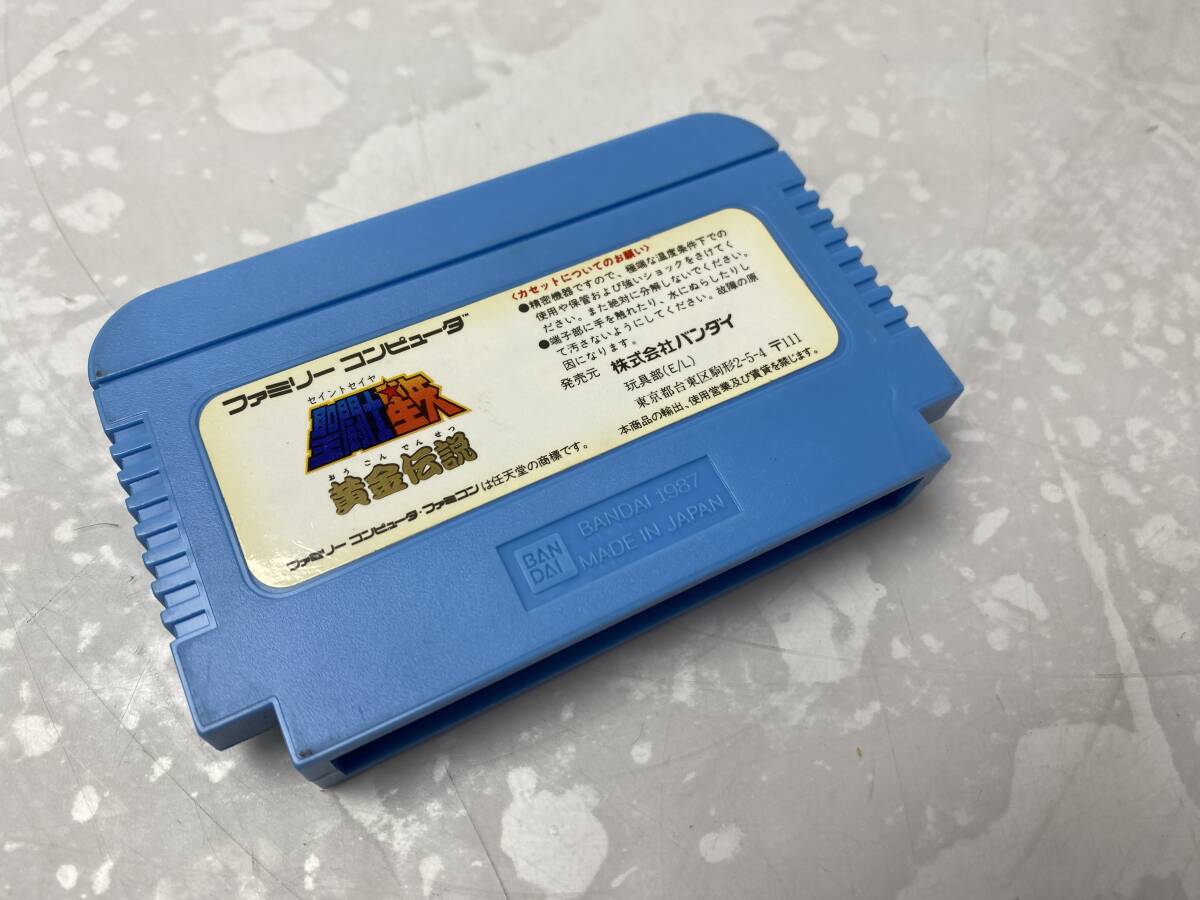 ファミリー コンピュータ™
セイントセイヤ
聖闘士星矢
おうごんでんせつ
黄金伝説
ファミリー コンピュータ・ファミコンは任天堂の商標です。
〈カセットについてのお願い〉
●精密機器ですので、極端な温度条件下での
使用や保管および強いショックをさけてく
ださい。また絶対に分解しないでください。
●端子部に手を触れたり、水にぬらしたりし
て汚さないようにしてください。故障の原
因になります。
発売元 株式会社バンダイ
玩具部(E/L)
東京都台東区駒形2-5-4 〒111
本商品の輸出、使用営業及び賃貸を禁じます。
BAN
DAI
BANDAI 1987
MADE IN JAPAN